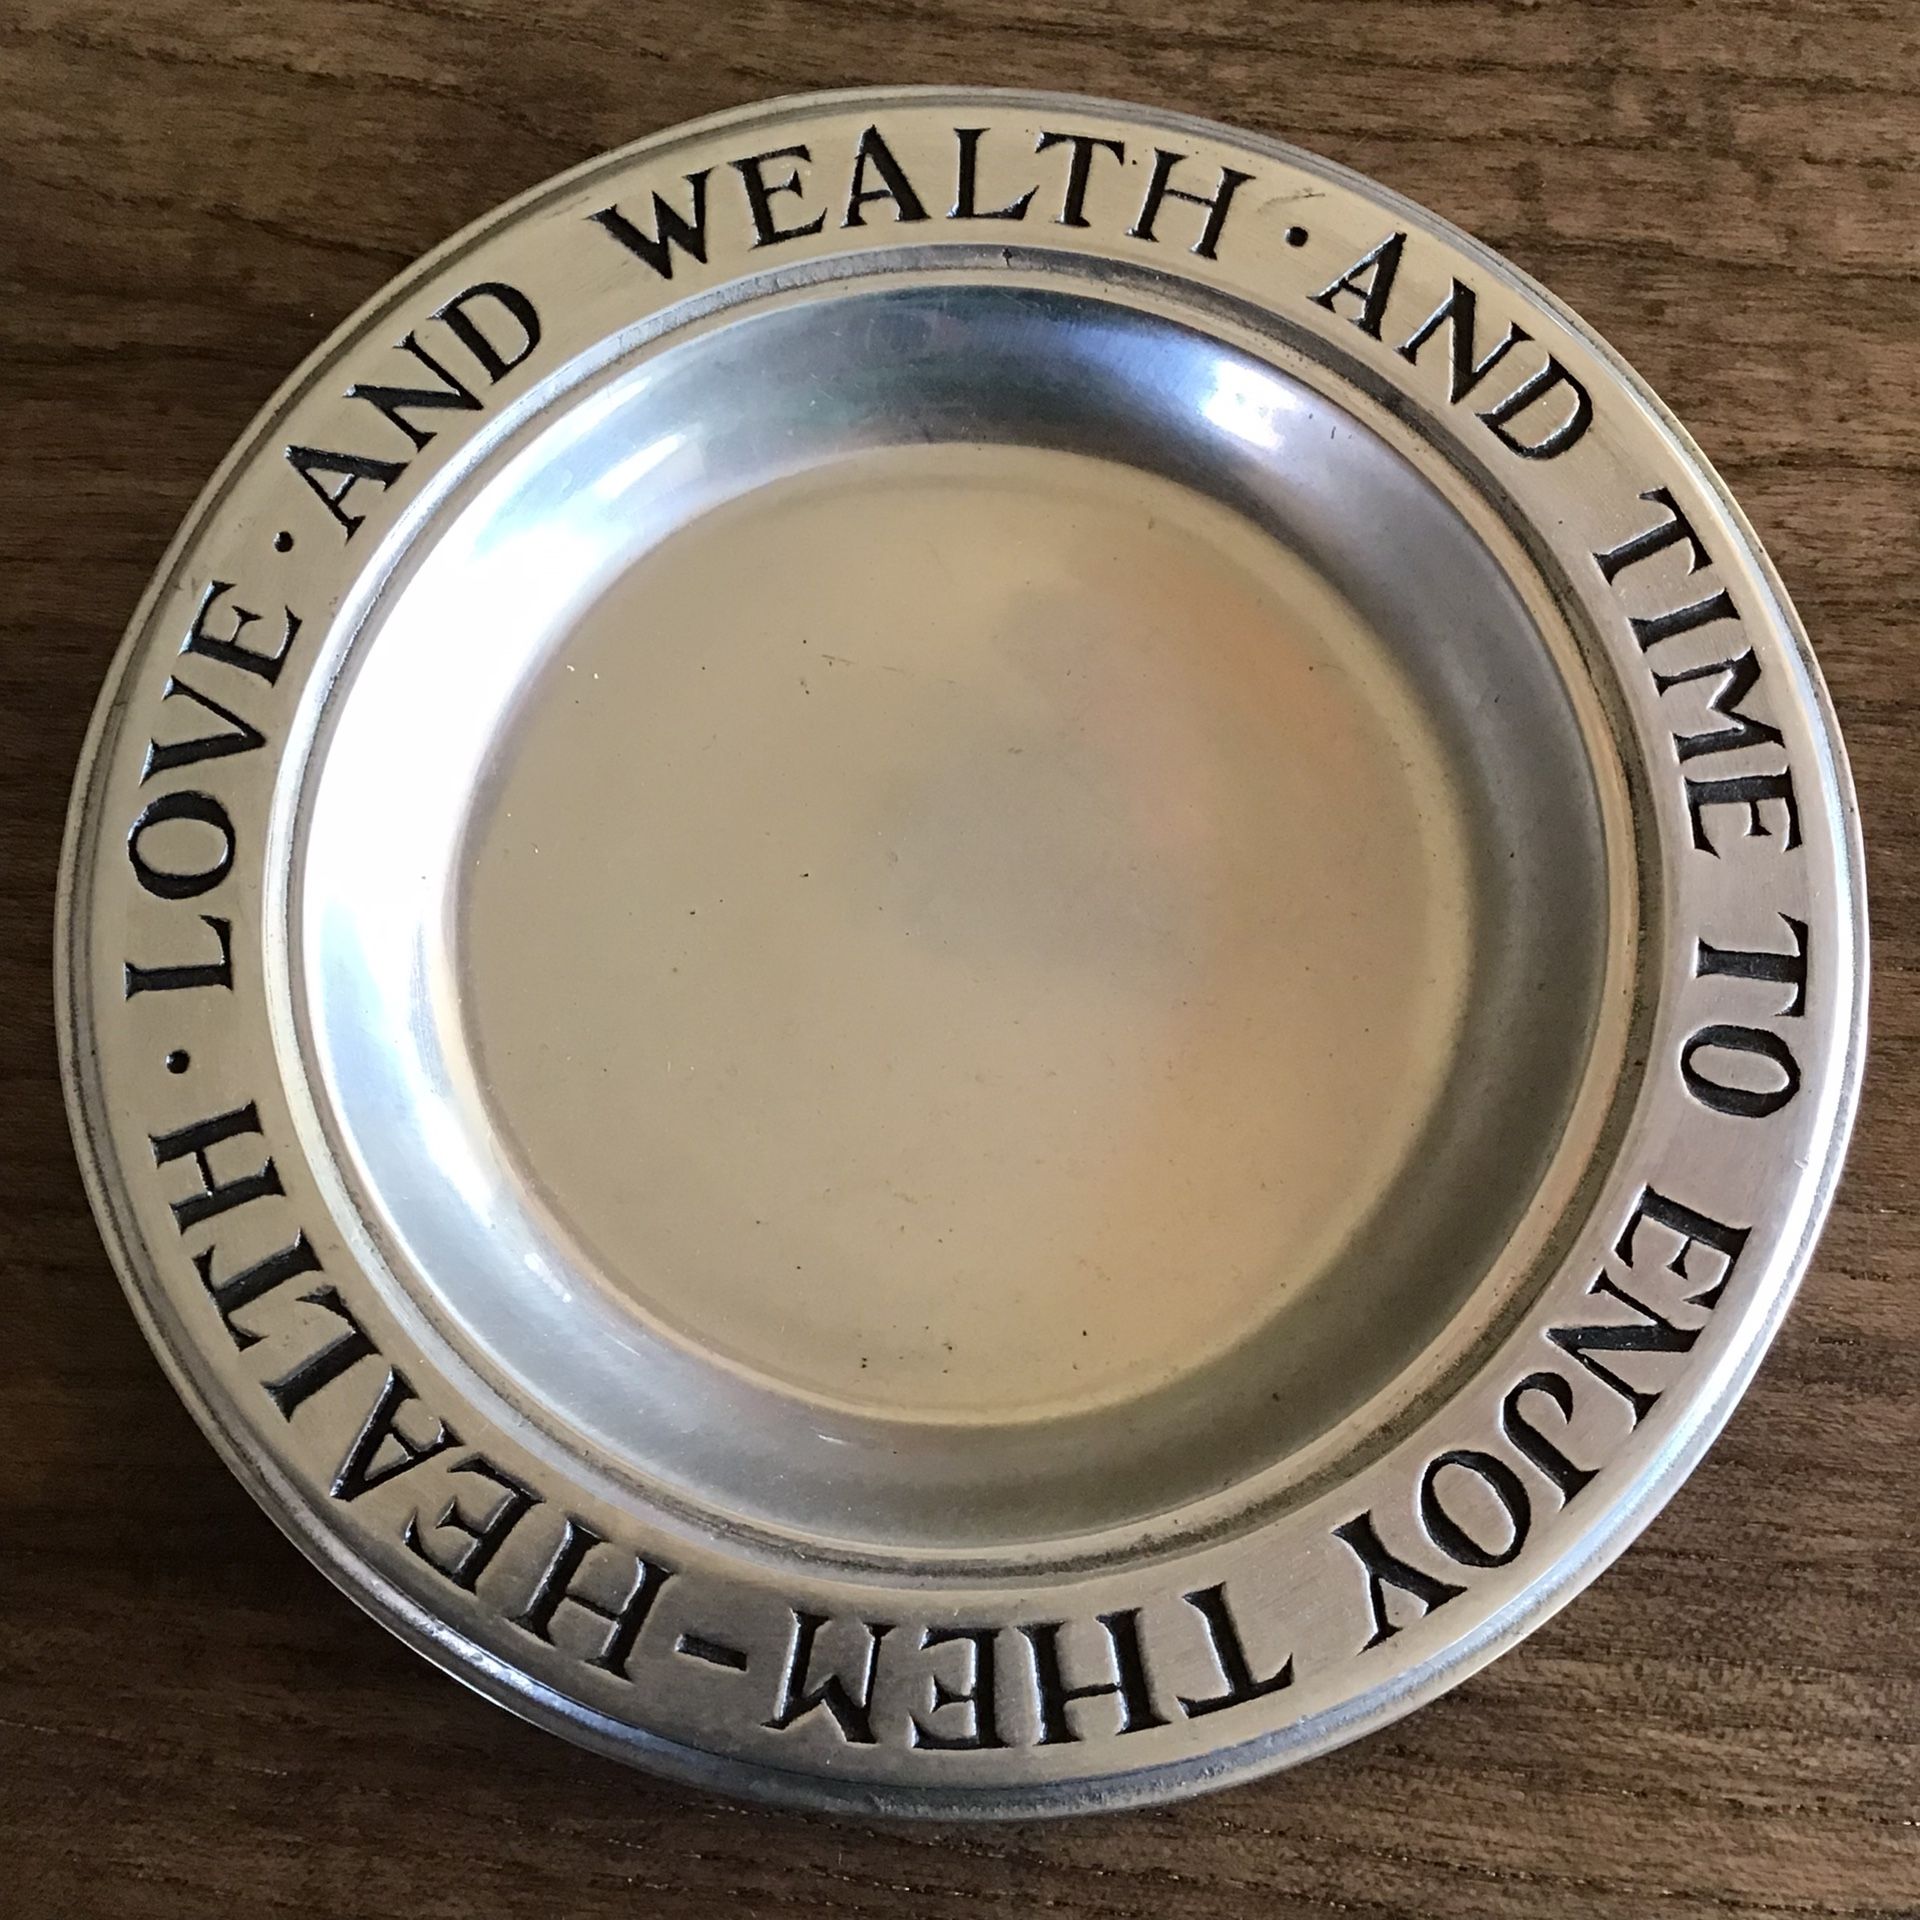 HEALTH · LOVE · AND WEALTH · AND TIME TO ENJOY THEM -